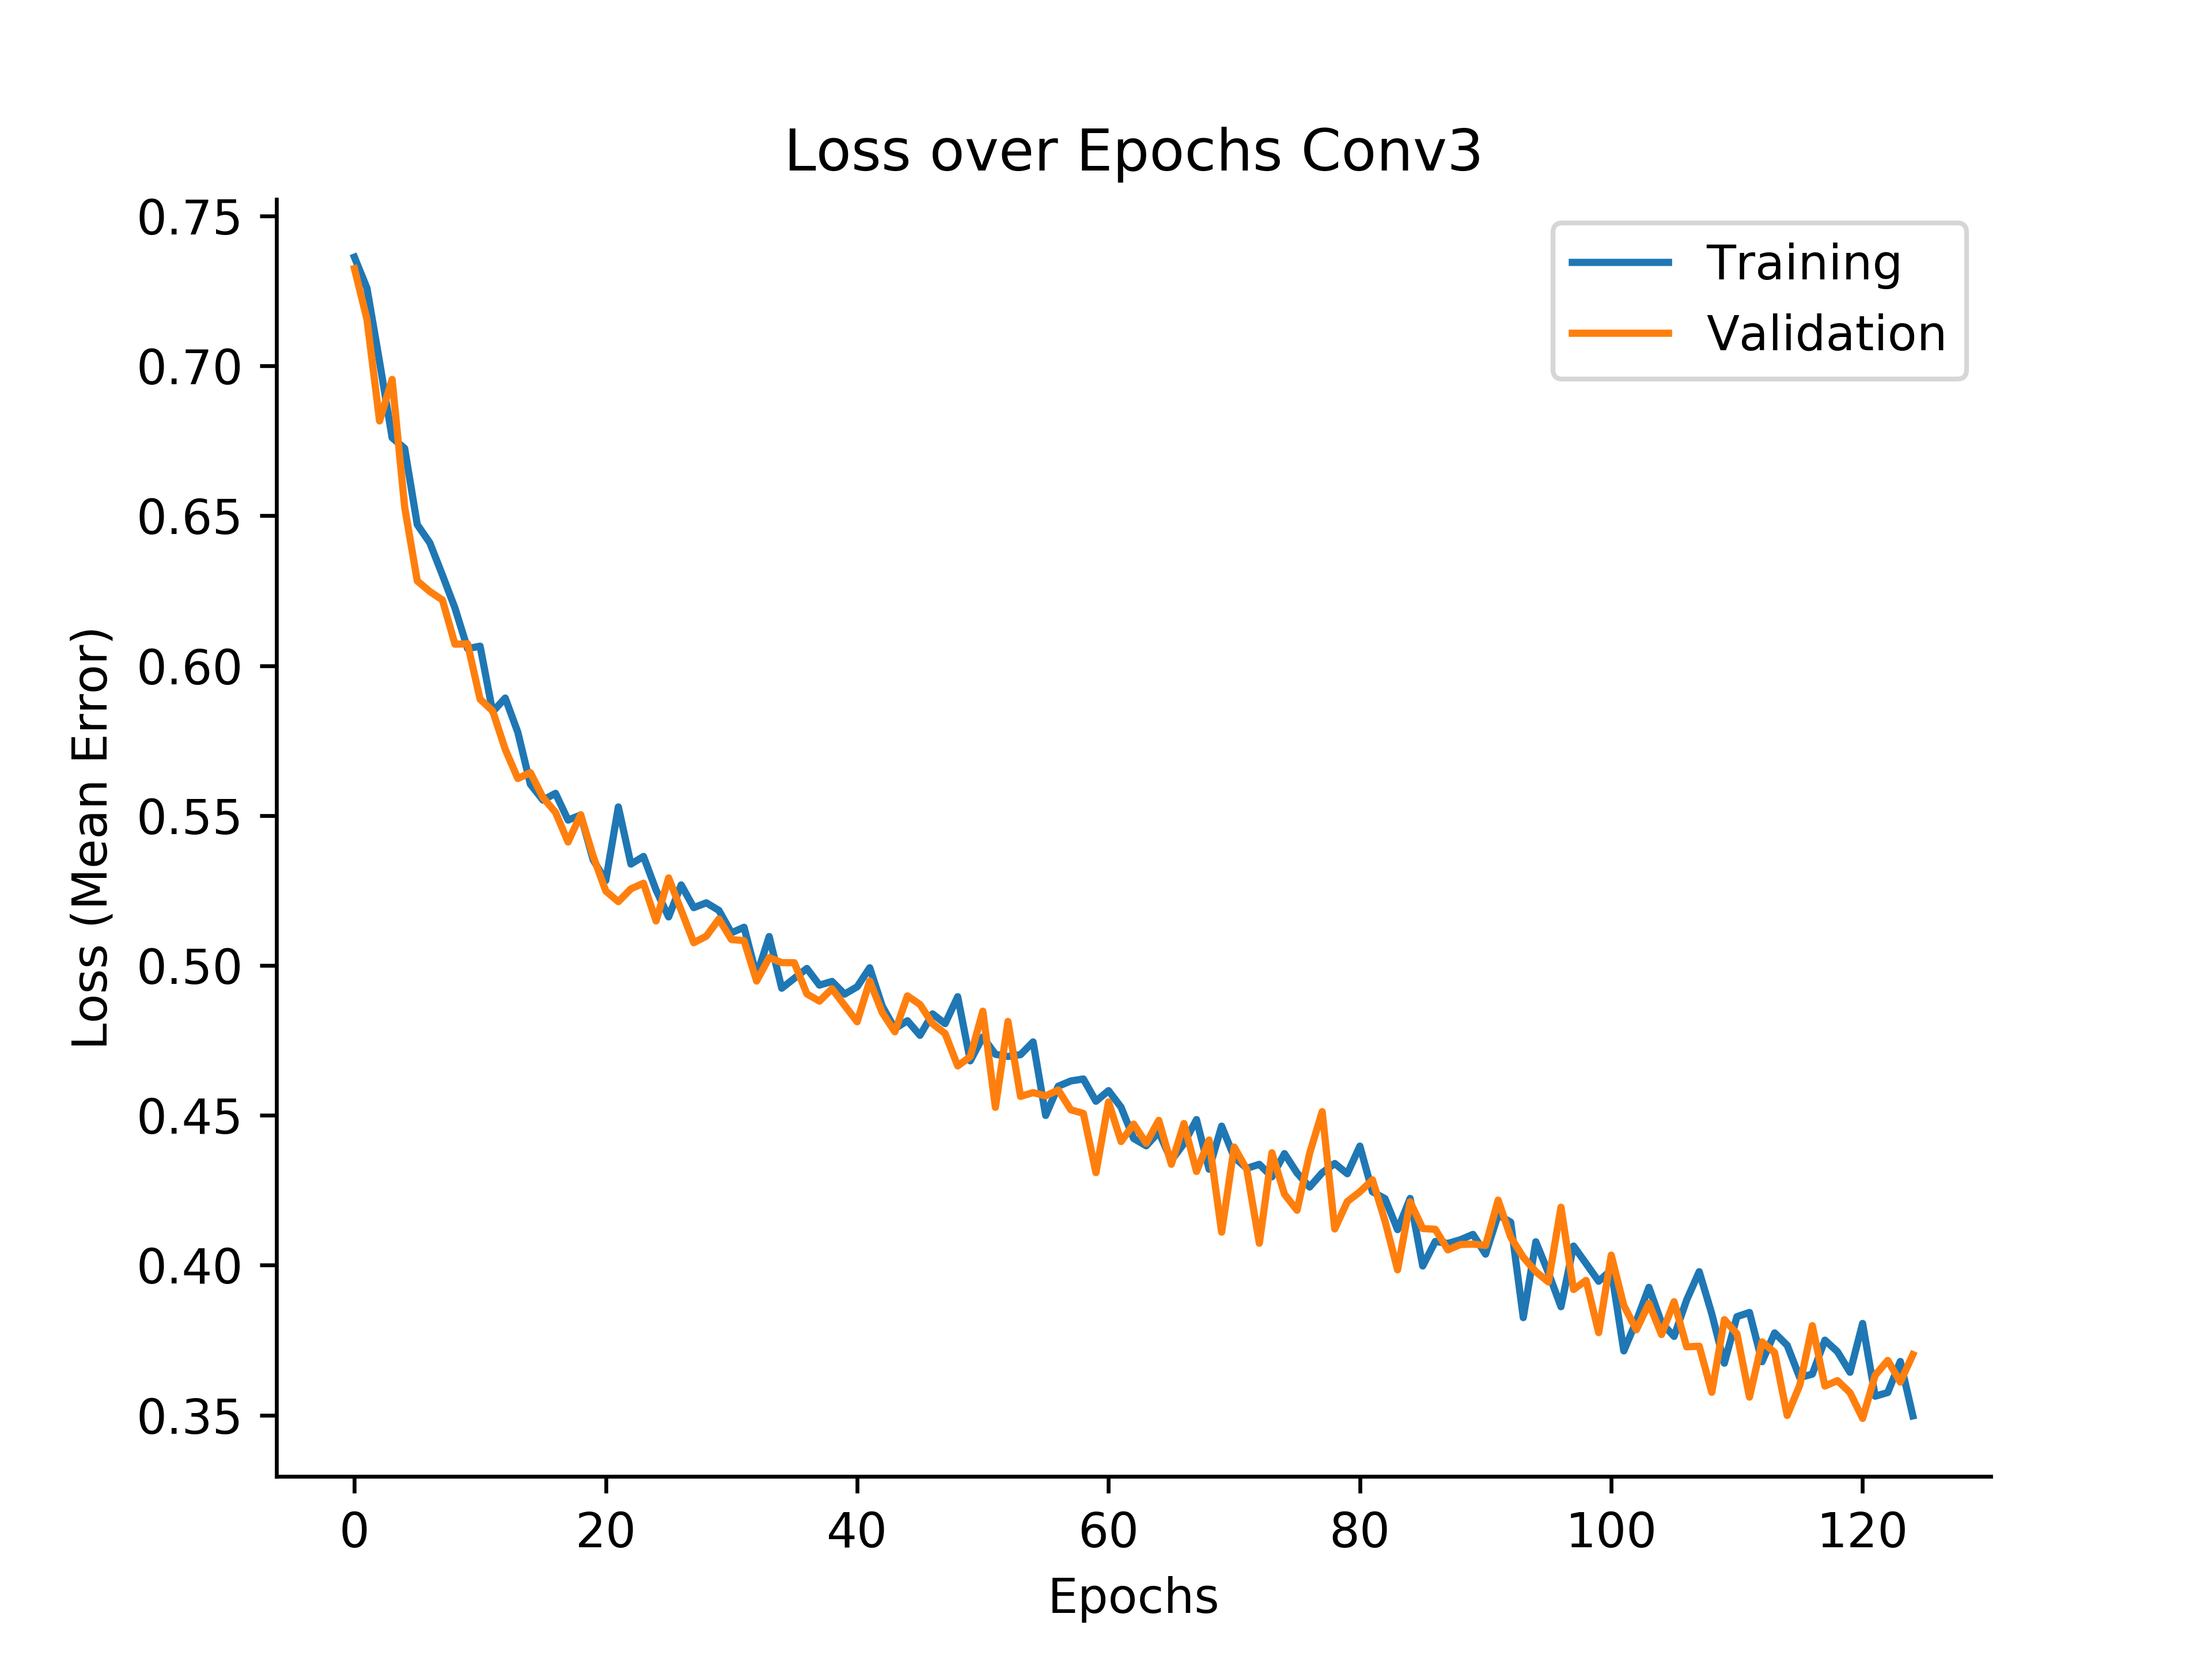 Loss over Epochs Conv3
Training
Validation
Loss (Mean Error)
0.75
0.70
0.65
0.60
0.55
0.50
0.45
0.40
0.35
0 20 40 60 80 100 120
Epochs